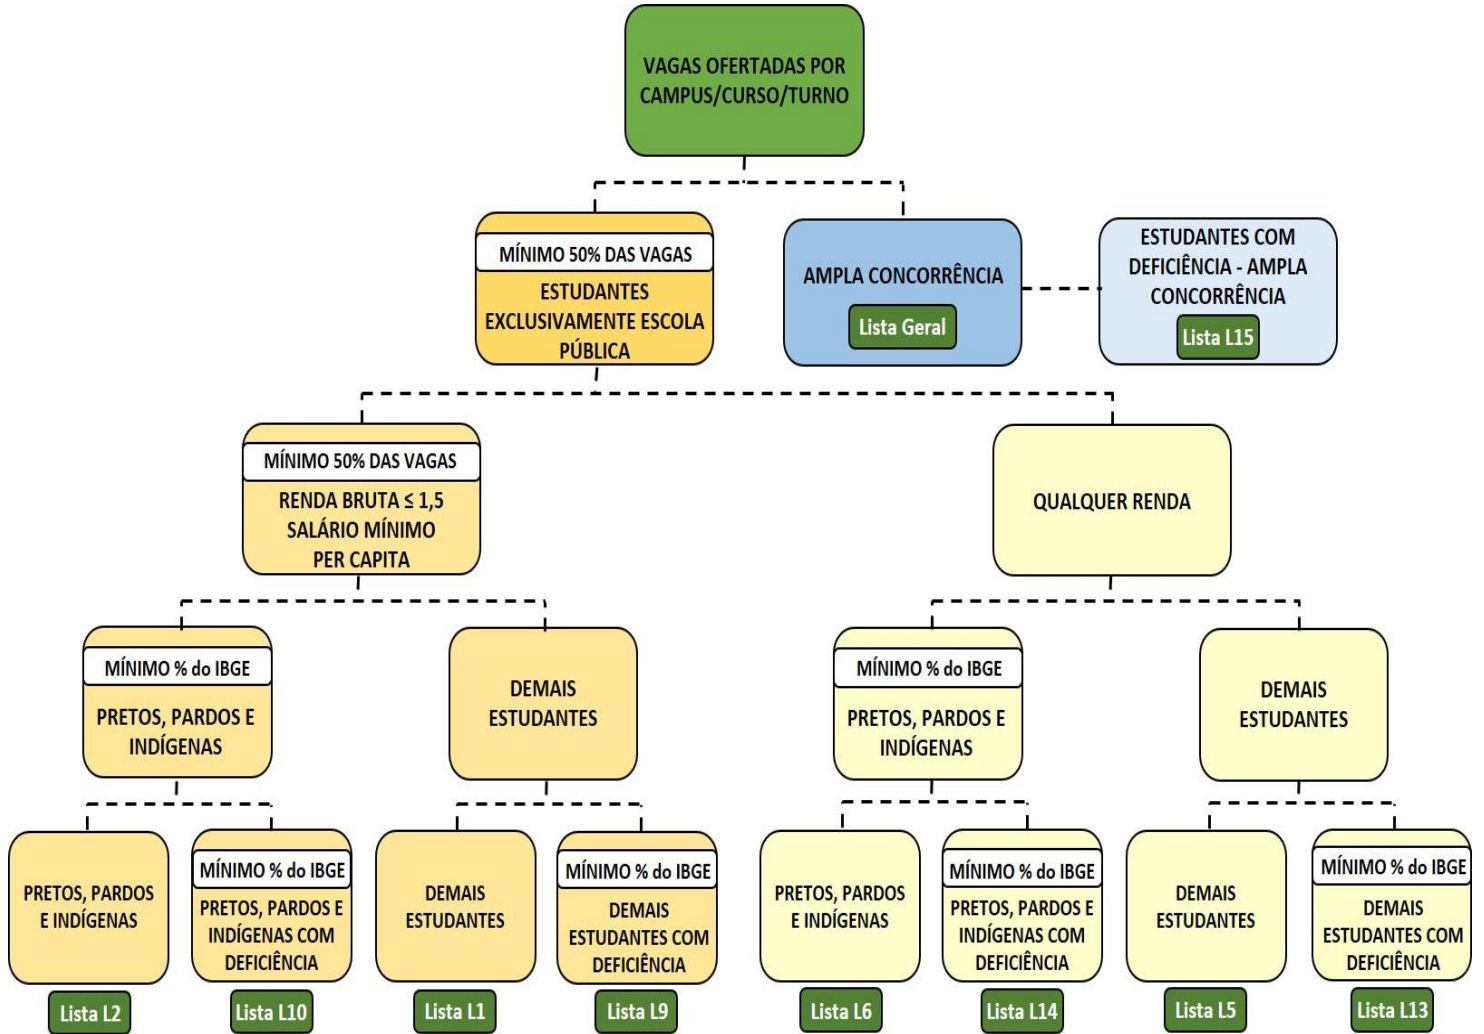 VAGAS OFERTADAS POR
CAMPUS/CURSO/TURNO
MÍNIMO 50% DAS VAGAS
ESTUDANTES
EXCLUSIVAMENTE ESCOLA
PÚBLICA
AMPLA CONCORRÊNCIA
Lista Geral
ESTUDANTES COM
DEFICIÊNCIA - AMPLA
CONCORRÊNCIA
Lista L15
MÍNIMO 50% DAS VAGAS
RENDA BRUTA ≤ 1,5
SALÁRIO MÍNIMO
PER CAPITA
QUALQUER RENDA
MÍNIMO % do IBGE
PRETOS, PARDOS E
INDÍGENAS
DEMAIS
ESTUDANTES
MÍNIMO % do IBGE
PRETOS, PARDOS E
INDÍGENAS
DEMAIS
ESTUDANTES
PRETOS, PARDOS
E INDÍGENAS
Lista L2
MÍNIMO % do IBGE
PRETOS, PARDOS E
INDÍGENAS COM
DEFICIÊNCIA
Lista L10
DEMAIS
ESTUDANTES
Lista L1
MÍNIMO % do IBGE
DEMAIS
ESTUDANTES COM
DEFICIÊNCIA
Lista L9
PRETOS, PARDOS
E INDÍGENAS
Lista L6
MÍNIMO % do IBGE
PRETOS, PARDOS E
INDÍGENAS COM
DEFICIÊNCIA
Lista L14
DEMAIS
ESTUDANTES
Lista L5
MÍNIMO % do IBGE
DEMAIS
ESTUDANTES COM
DEFICIÊNCIA
Lista L13